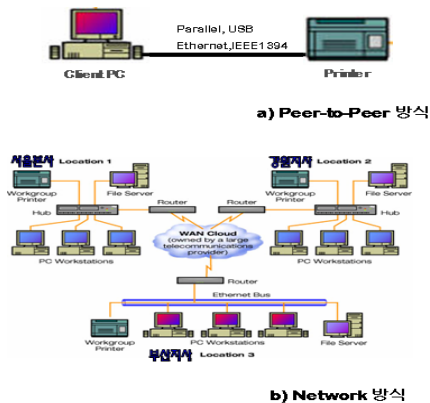 Parallel, USB
Ethernet,IEEE1394
Client PC
Printer
a) Peer-to-Peer 방식
서울본사 Location 1
강원지사 Location 2
Workgroup Printer
File Server
Router
Router
Workgroup Printer
File Server
Hub
Hub
WAN Cloud
(owned by a large
telecommunications
provider)
PC Workstations
PC Workstations
Router
Ethernet Bus
Workgroup Printer
PC Workstations
File Server
부산지사 Location 3
b) Network 방식